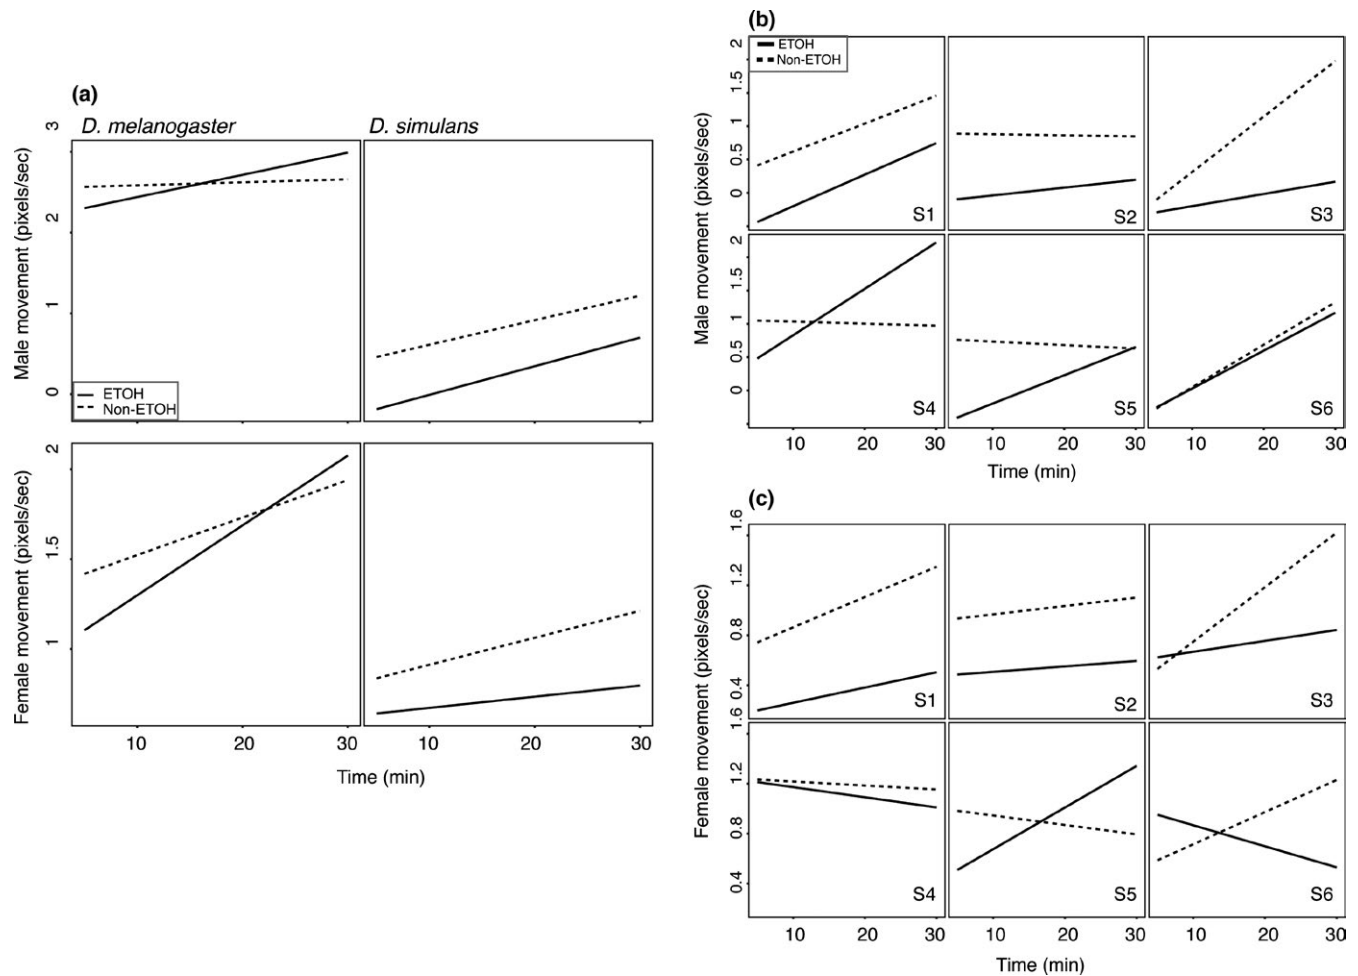 (a)
D. melanogaster
D. simulans
Male movement (pixels/sec)
3
2
1
0
ETOH
Non-ETOH
Female movement (pixels/sec)
2
1.5
1
10 20 30
10 20 30
Time (min)
(b)
ETOH
Non-ETOH
Male movement (pixels/sec)
2
1.5
1
0.5
0
S1
S2
S3
2
1.5
1
0.5
0
S4
S5
S6
10 20 30
10 20 30
10 20 30
Time (min)
(c)
Female movement (pixels/sec)
1.6
1.2
0.8
0.4
S1
S2
S3
1.6
1.2
0.8
0.4
S4
S5
S6
10 20 30
10 20 30
10 20 30
Time (min)